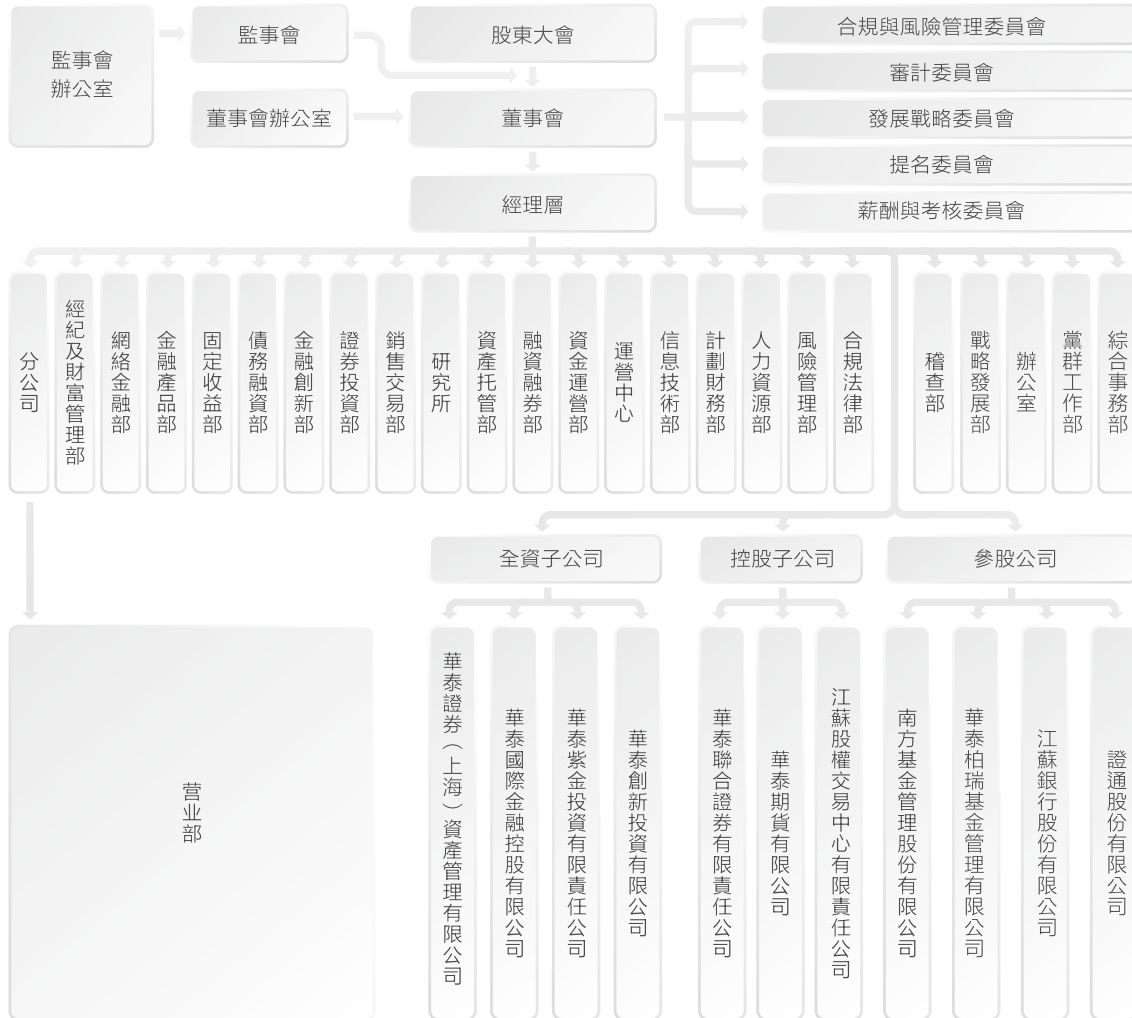 監事會
辦公室
監事會
股東大會
合規與風險管理委員會
審計委員會
董事會辦公室
董事會
發展戰略委員會
提名委員會
經理層
薪酬與考核委員會
分公司
經紀及財富管理部
網絡金融部
金融產品部
固定收益部
債務融資部
金融創新部
證券投資部
銷售交易部
研究所
資產托管部
融資融券部
資金運營部
運營中心
信息技術部
計劃財務部
人力資源部
風險管理部
合規法律部
稽查部
戰略發展部
辦公室
黨群工作部
綜合事務部
全資子公司
控股子公司
參股公司
营业部
華泰證券（上海）資產管理有限公司
華泰國際金融控股有限公司
華泰紫金投資有限責任公司
華泰創新投資有限公司
華泰聯合證券有限責任公司
華泰期貨有限公司
江蘇股權交易中心有限責任公司
南方基金管理股份有限公司
華泰柏瑞基金管理有限公司
江蘇銀行股份有限公司
證通股份有限公司